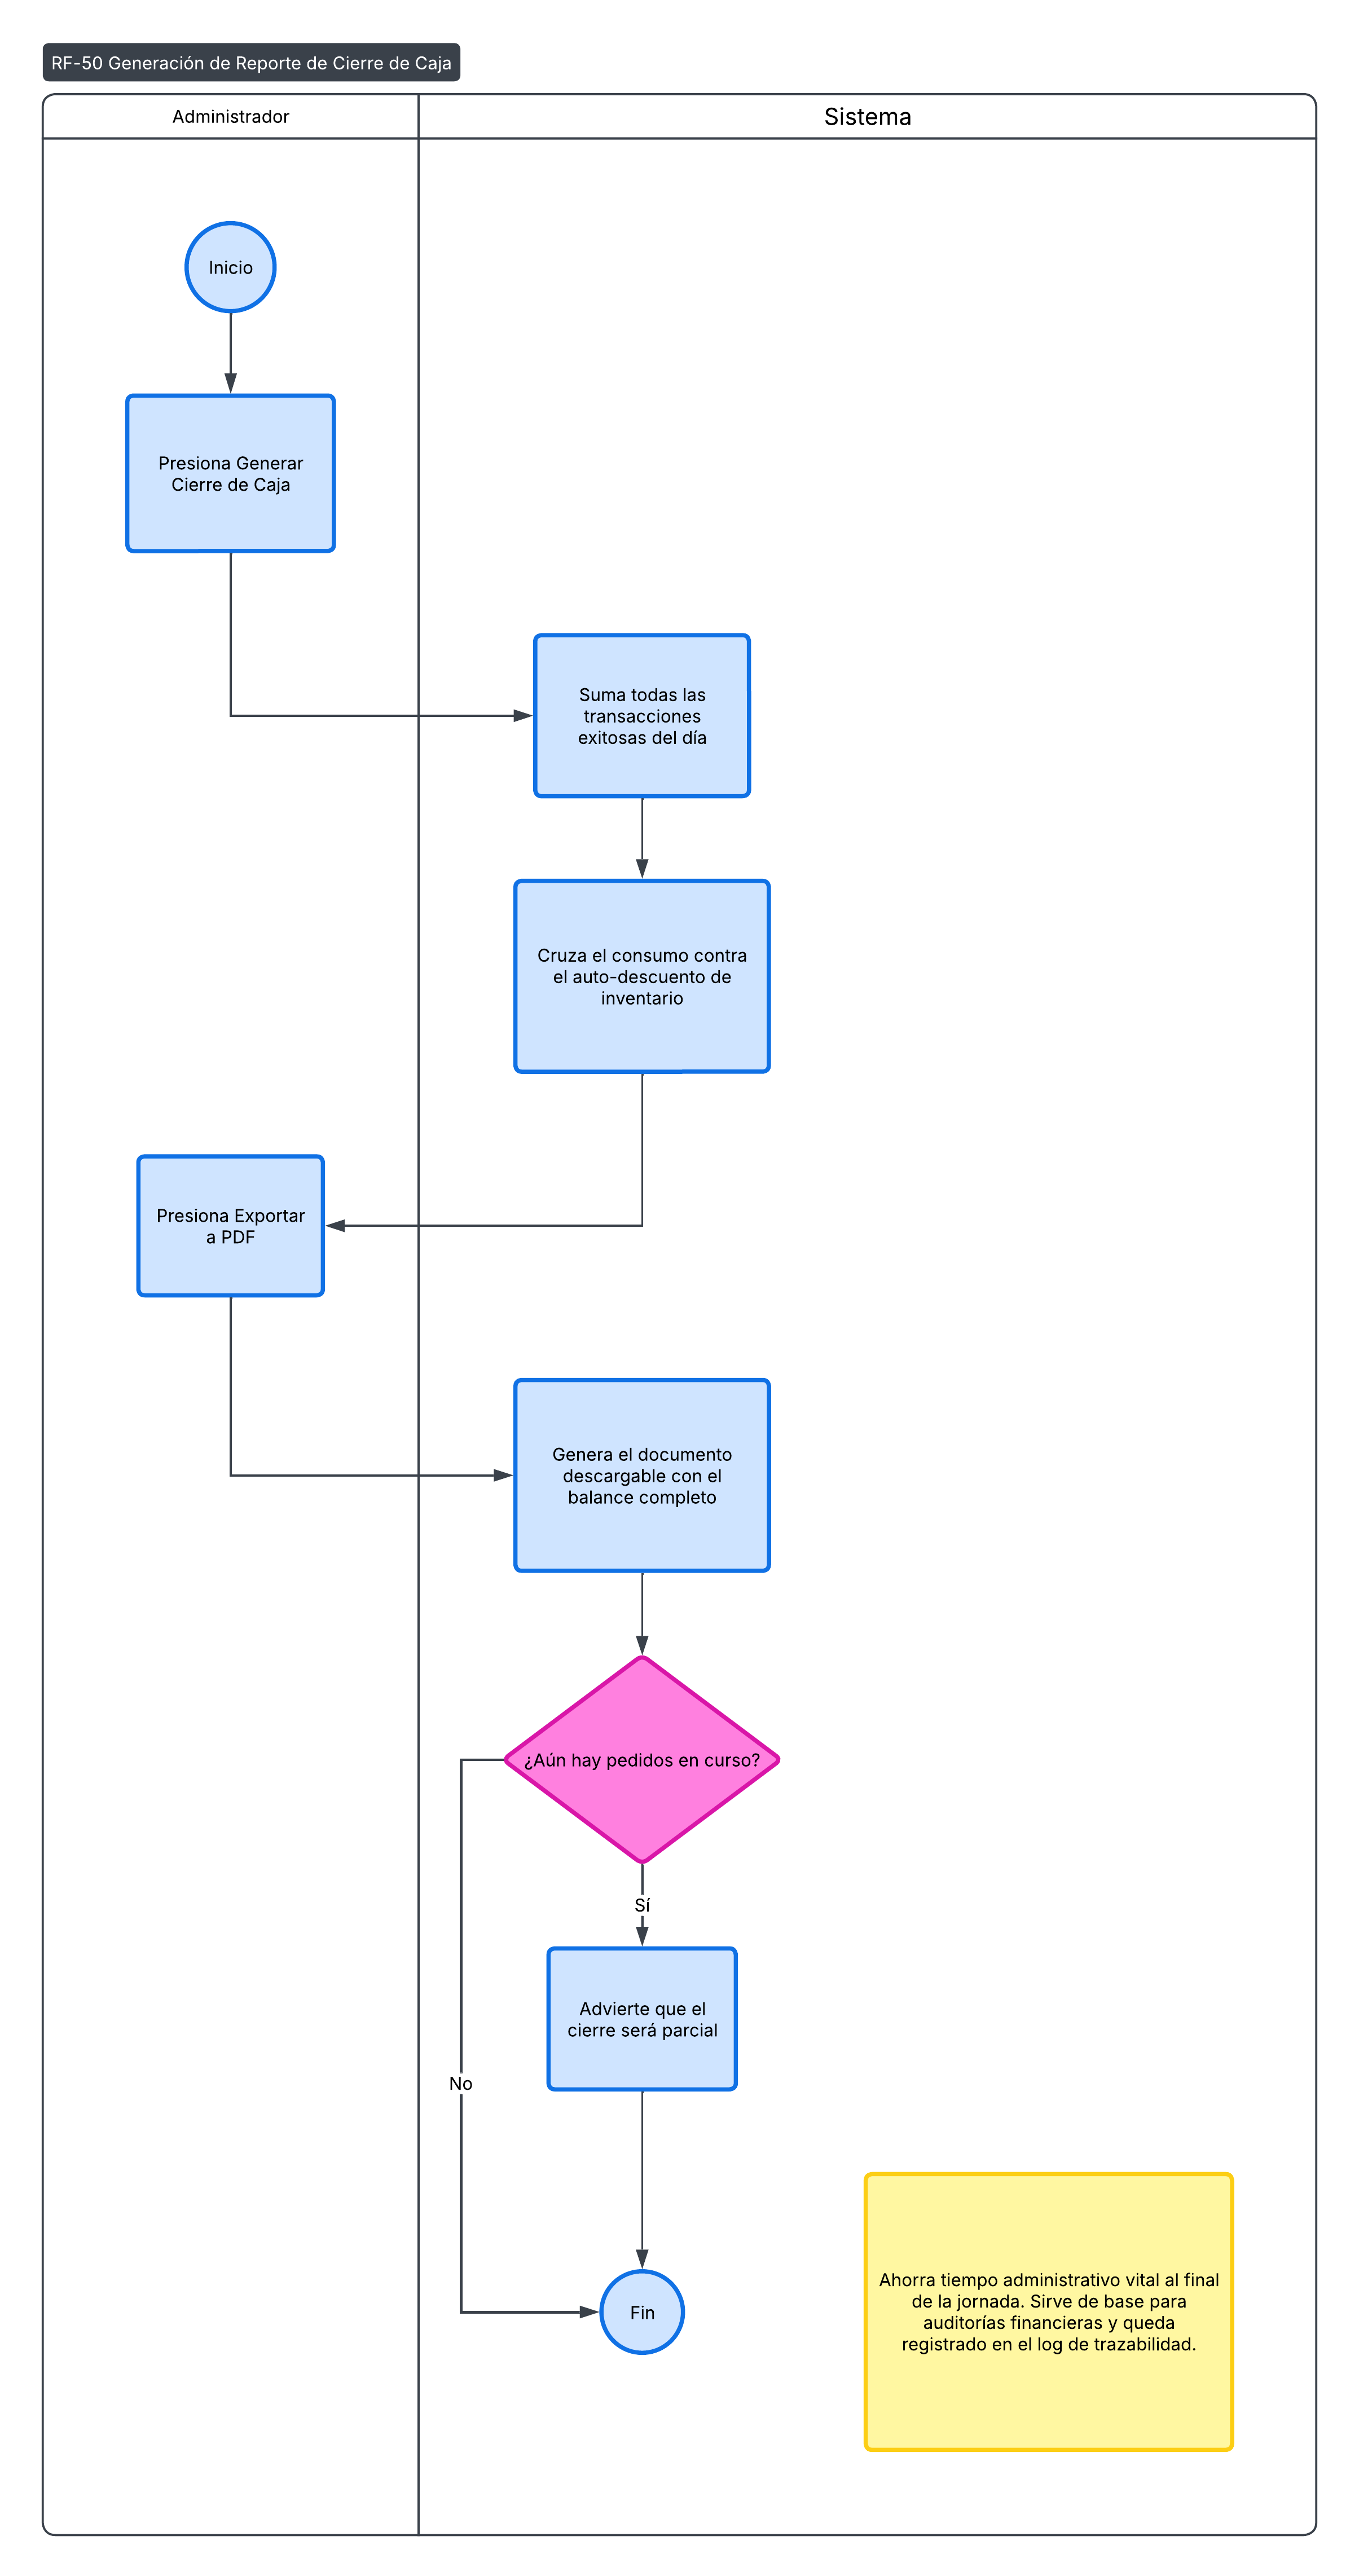 RF-50 Generación de Reporte de Cierre de Caja
Administrador
Sistema
Inicio
Presiona Generar
Cierre de Caja
Suma todas las
transacciones
exitosas del día
Cruza el consumo contra
el auto-descuento de
inventario
Presiona Exportar
a PDF
Genera el documento
descargable con el
balance completo
¿Aún hay pedidos en curso?
Sí
Advierte que el
cierre será parcial
No
Fin
Ahorra tiempo administrativo vital al final
de la jornada. Sirve de base para
auditorías financieras y queda
registrado en el log de trazabilidad.